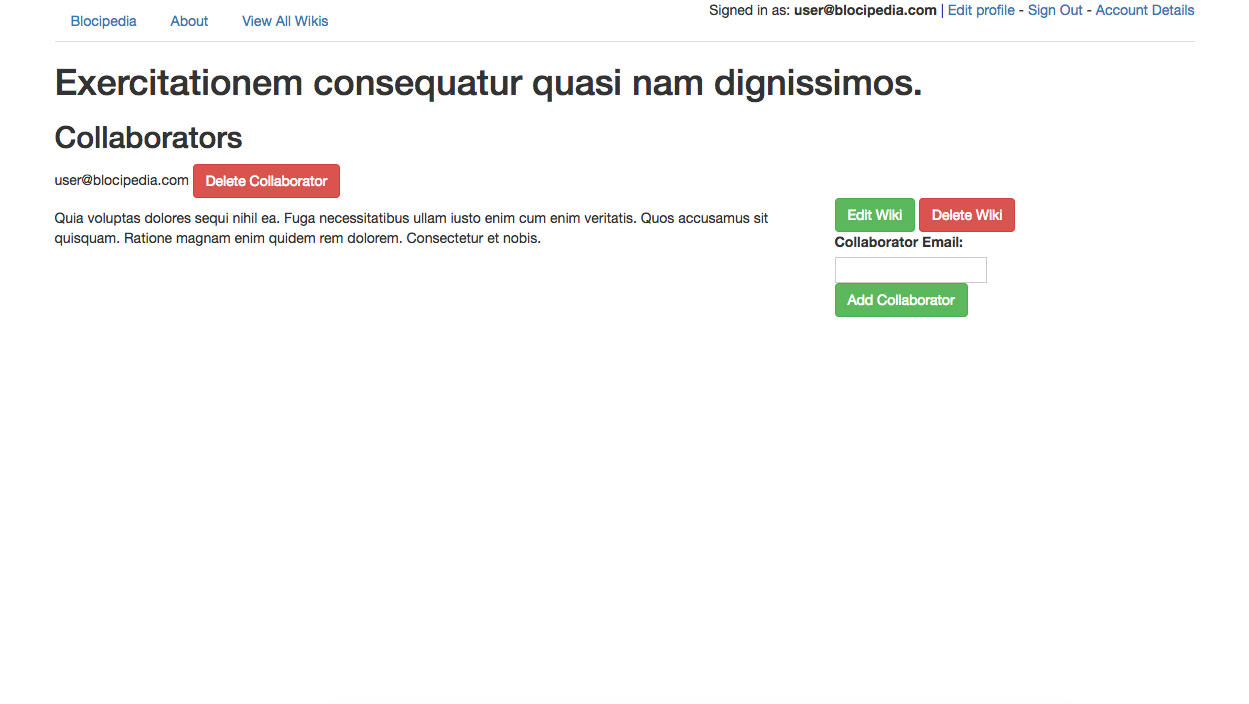 Blocipedia About View All Wikis
Signed in as: user@blocipedia.com | Edit profile - Sign Out - Account Details
Exercitationem consequatur quasi nam dignissimos.
Collaborators
user@blocipedia.com Delete Collaborator
Quia voluptas dolores sequi nihil ea. Fuga necessitatibus ullam iusto enim cum enim veritatis. Quos accusamus sit
quisquam. Ratione magnam enim quidem rem dolorem. Consectetur et nobis.
Edit Wiki Delete Wiki
Collaborator Email:
Add Collaborator